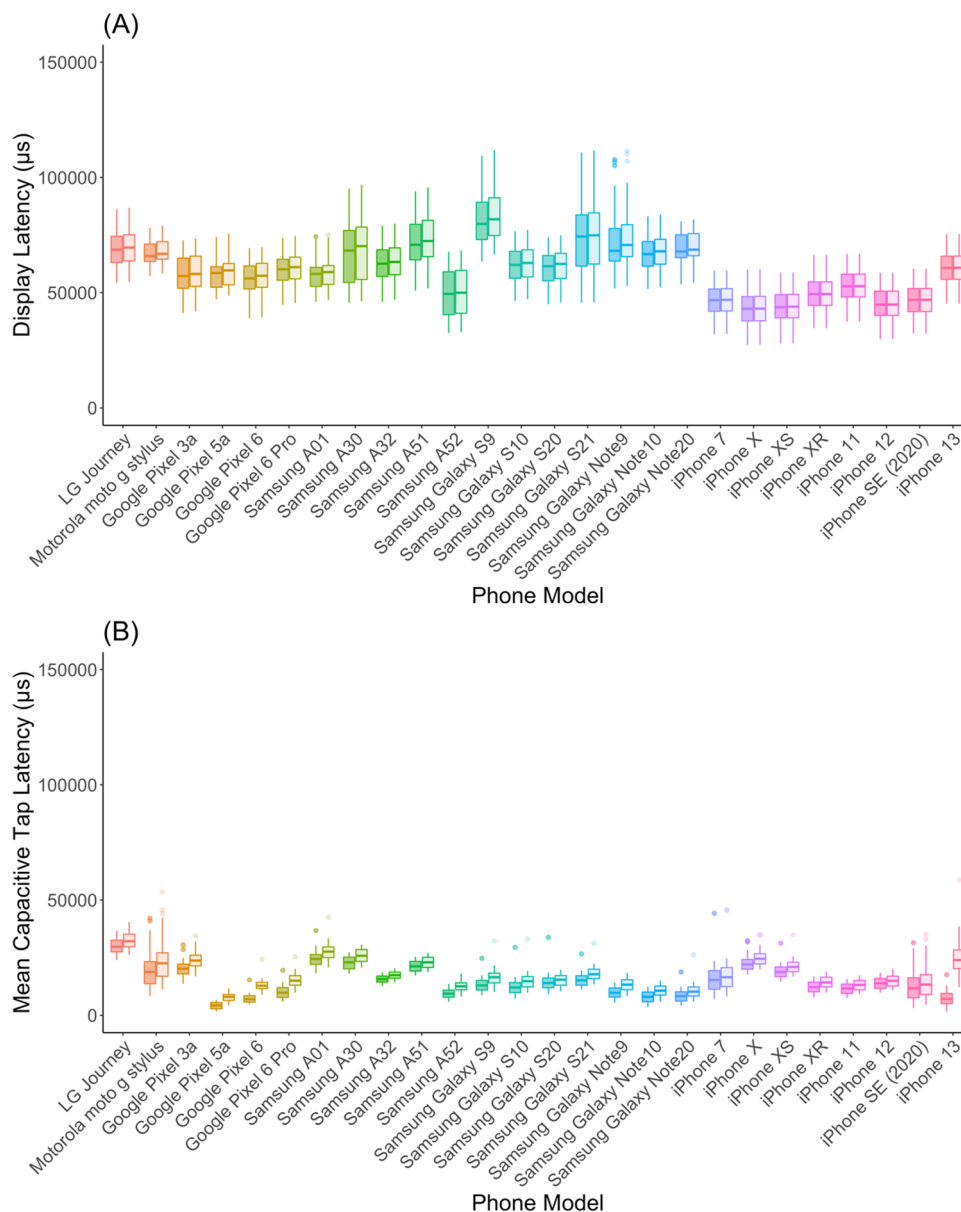 (A)
Display Latency (µs)
150000
100000
50000
0
LG Journey
Motorola moto g stylus
Google Pixel 3a
Google Pixel 5a
Google Pixel 6
Google Pixel 6 Pro
Samsung A01
Samsung A30
Samsung A32
Samsung A51
Samsung A52
Samsung Galaxy S9
Samsung Galaxy S10
Samsung Galaxy S20
Samsung Galaxy S21
Samsung Galaxy Note9
Samsung Galaxy Note10
Samsung Galaxy Note20
iPhone 7
iPhone X
iPhone XS
iPhone XR
iPhone 11
iPhone 12
iPhone SE (2020)
iPhone 13
Phone Model
(B)
Mean Capacitive Tap Latency (µs)
150000
100000
50000
0
LG Journey
Motorola moto g stylus
Google Pixel 3a
Google Pixel 5a
Google Pixel 6
Google Pixel 6 Pro
Samsung A01
Samsung A30
Samsung A32
Samsung A51
Samsung A52
Samsung Galaxy S9
Samsung Galaxy S10
Samsung Galaxy S20
Samsung Galaxy S21
Samsung Galaxy Note9
Samsung Galaxy Note10
Samsung Galaxy Note20
iPhone 7
iPhone X
iPhone XS
iPhone XR
iPhone 11
iPhone 12
iPhone SE (2020)
iPhone 13
Phone Model